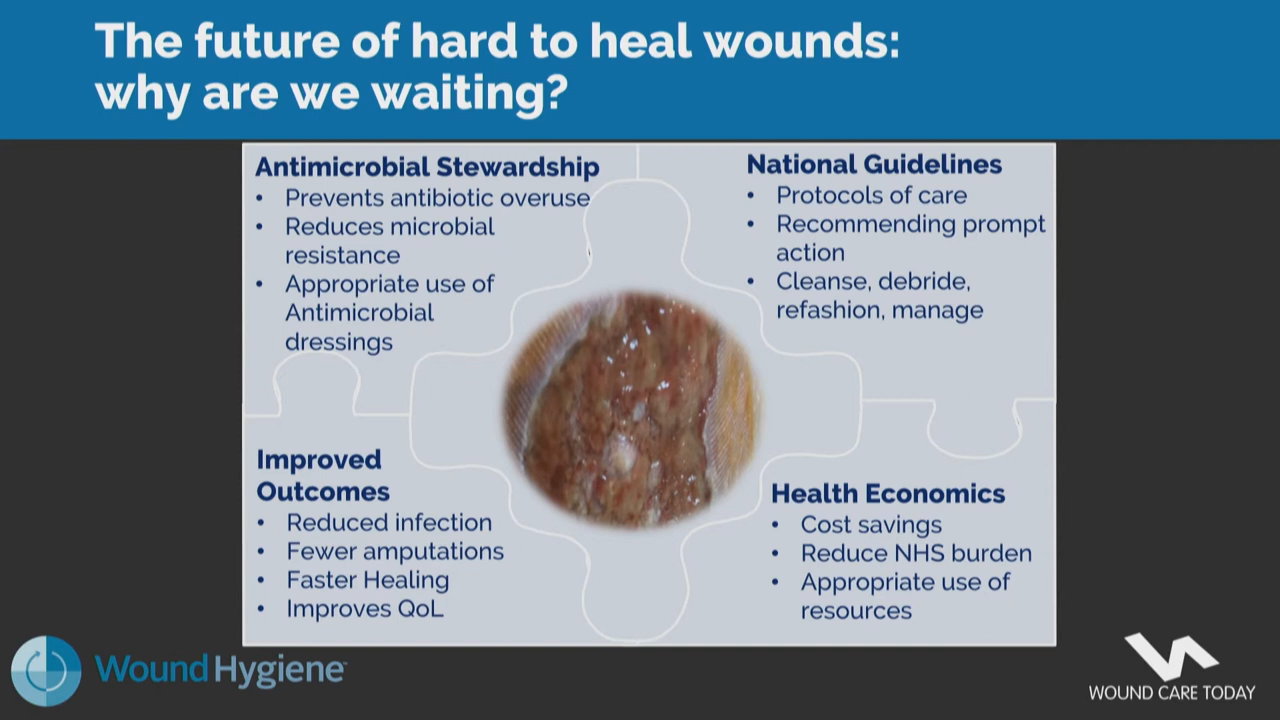 The future of hard to heal wounds:
why are we waiting?
Antimicrobial Stewardship
• Prevents antibiotic overuse
• Reduces microbial
resistance
• Appropriate use of
Antimicrobial
dressings
National Guidelines
• Protocols of care
• Recommending prompt
action
• Cleanse, debride,
refashion, manage
Improved
Outcomes
• Reduced infection
• Fewer amputations
• Faster Healing
• Improves QoL
Health Economics
• Cost savings
• Reduce NHS burden
• Appropriate use of
resources
WoundHygiene
WOUND CARE TODAY